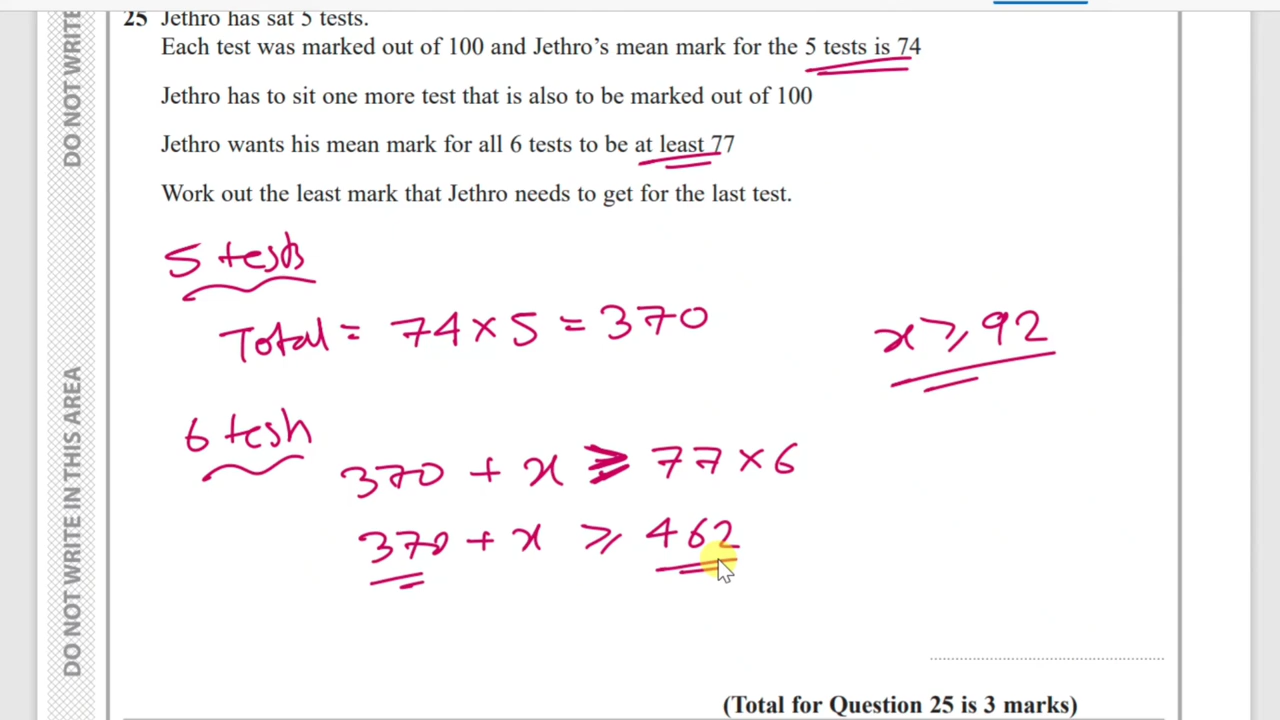 25 Jethro has sat 5 tests.
Each test was marked out of 100 and Jethro's mean mark for the 5 tests is 74
Jethro has to sit one more test that is also to be marked out of 100
Jethro wants his mean mark for all 6 tests to be at least 77
Work out the least mark that Jethro needs to get for the last test.
5 tests
Total = 74 × 5 = 370
x ⩾ 92
6 tests
370 + x ⩾ 77 × 6
370 + x ⩾ 462
(Total for Question 25 is 3 marks)
DO NOT WRITE
DO NOT WRITE IN THIS AREA